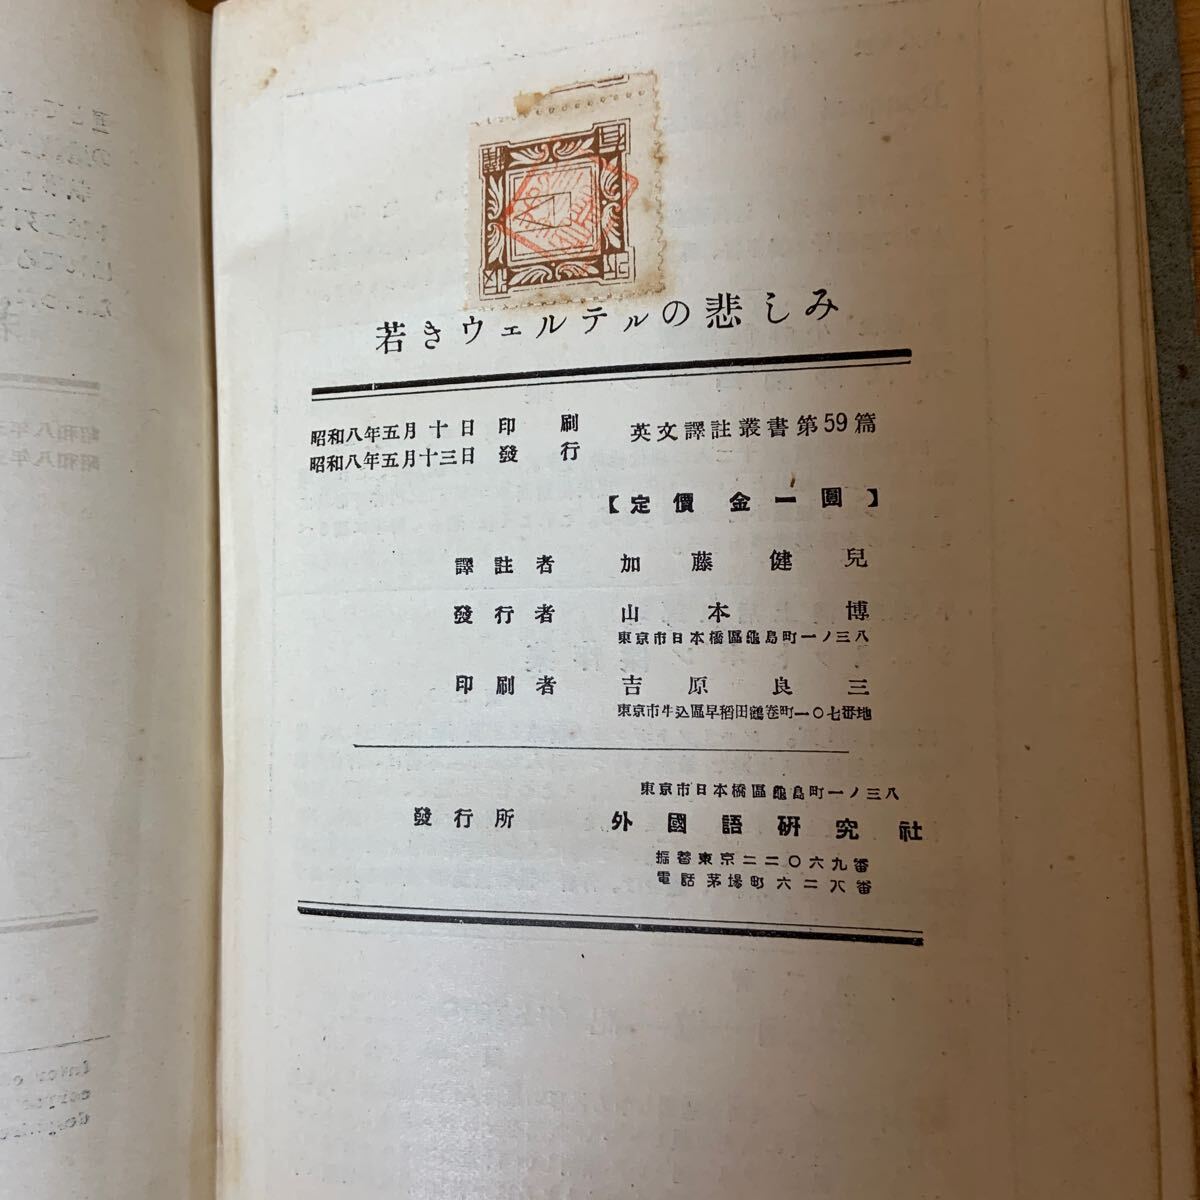 若きウェルテルの悲しみ
昭和八年五月十日 印刷
昭和八年五月十三日 發行
英文譯註叢書第59篇
【定價 金一圓】
譯註者 加藤健兒
發行者 山本博
東京市日本橋區龜島町一ノ三八
印刷者 吉原良三
東京市牛込區早稻田鶴卷町一〇七番地
東京市日本橋區龜島町一ノ三八
發行所 外國語硏究社
振替東京二二〇六九番
電話茅場町六二八番